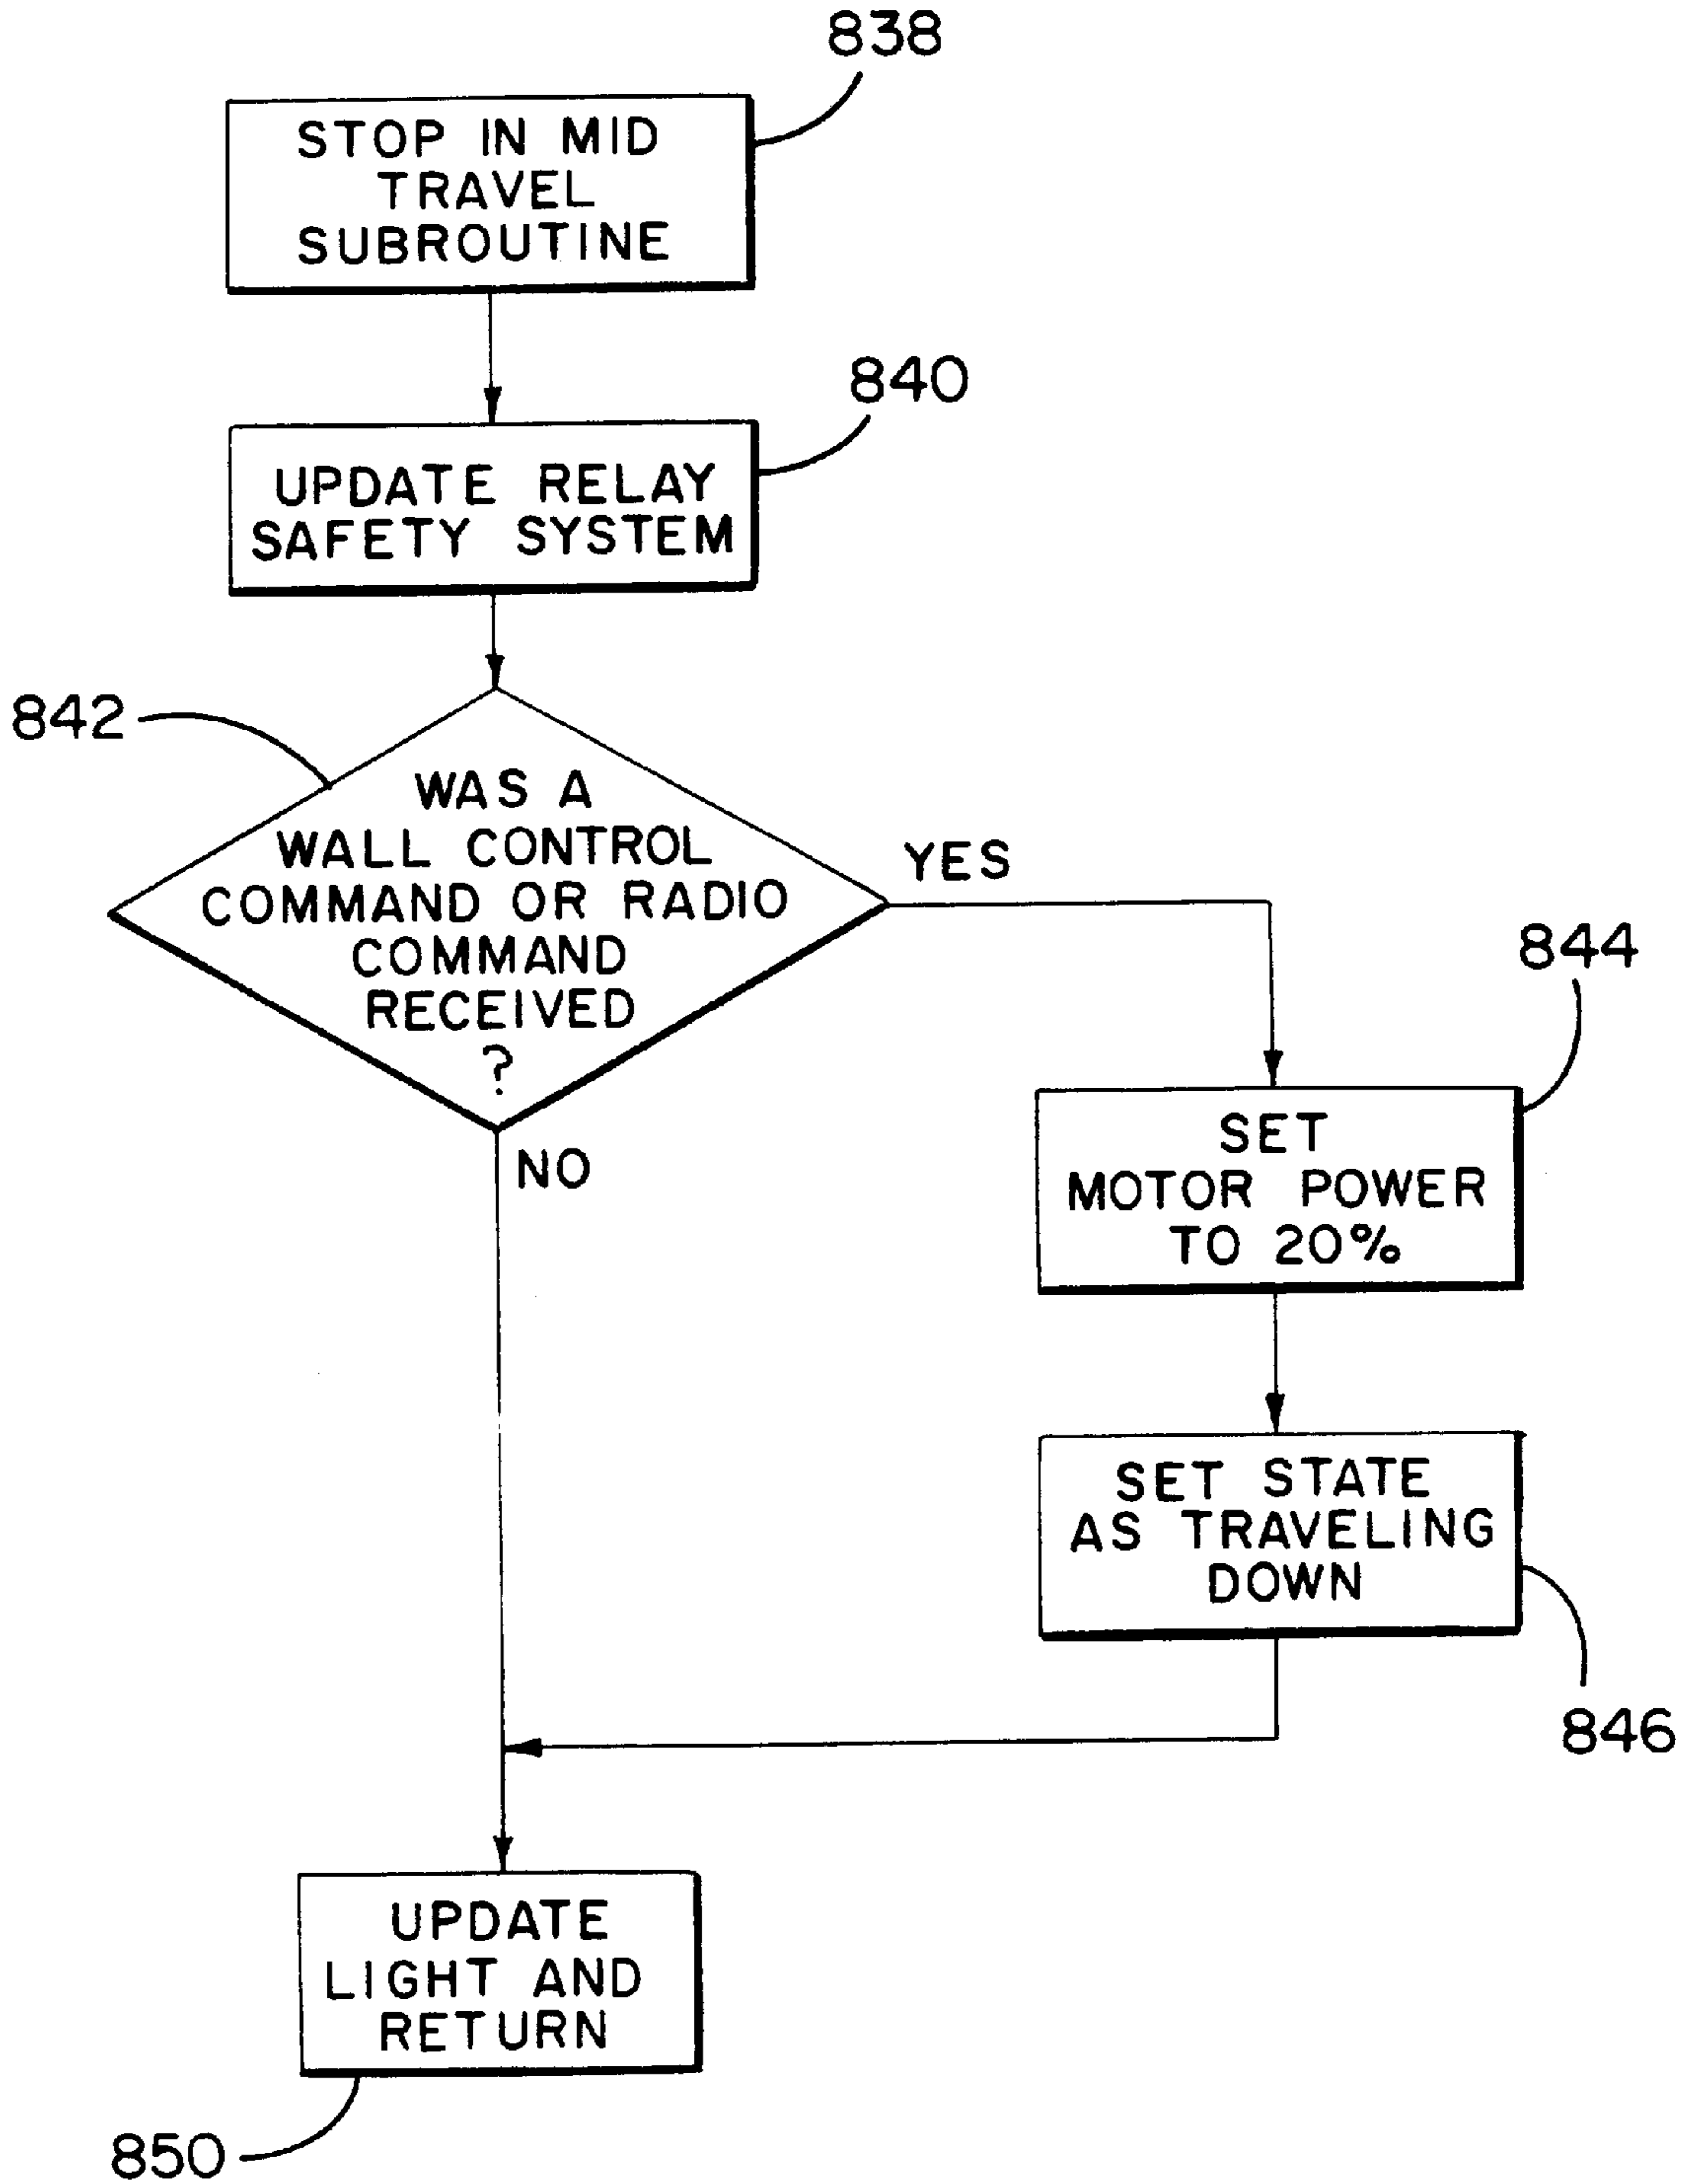 838
STOP IN MID
TRAVEL
SUBROUTINE
840
UPDATE RELAY
SAFETY SYSTEM
842
WAS A
WALL CONTROL
COMMAND OR RADIO
COMMAND
RECEIVED
?
YES
NO
844
SET
MOTOR POWER
TO 20%
SET STATE
AS TRAVELING
DOWN
846
UPDATE
LIGHT AND
RETURN
850